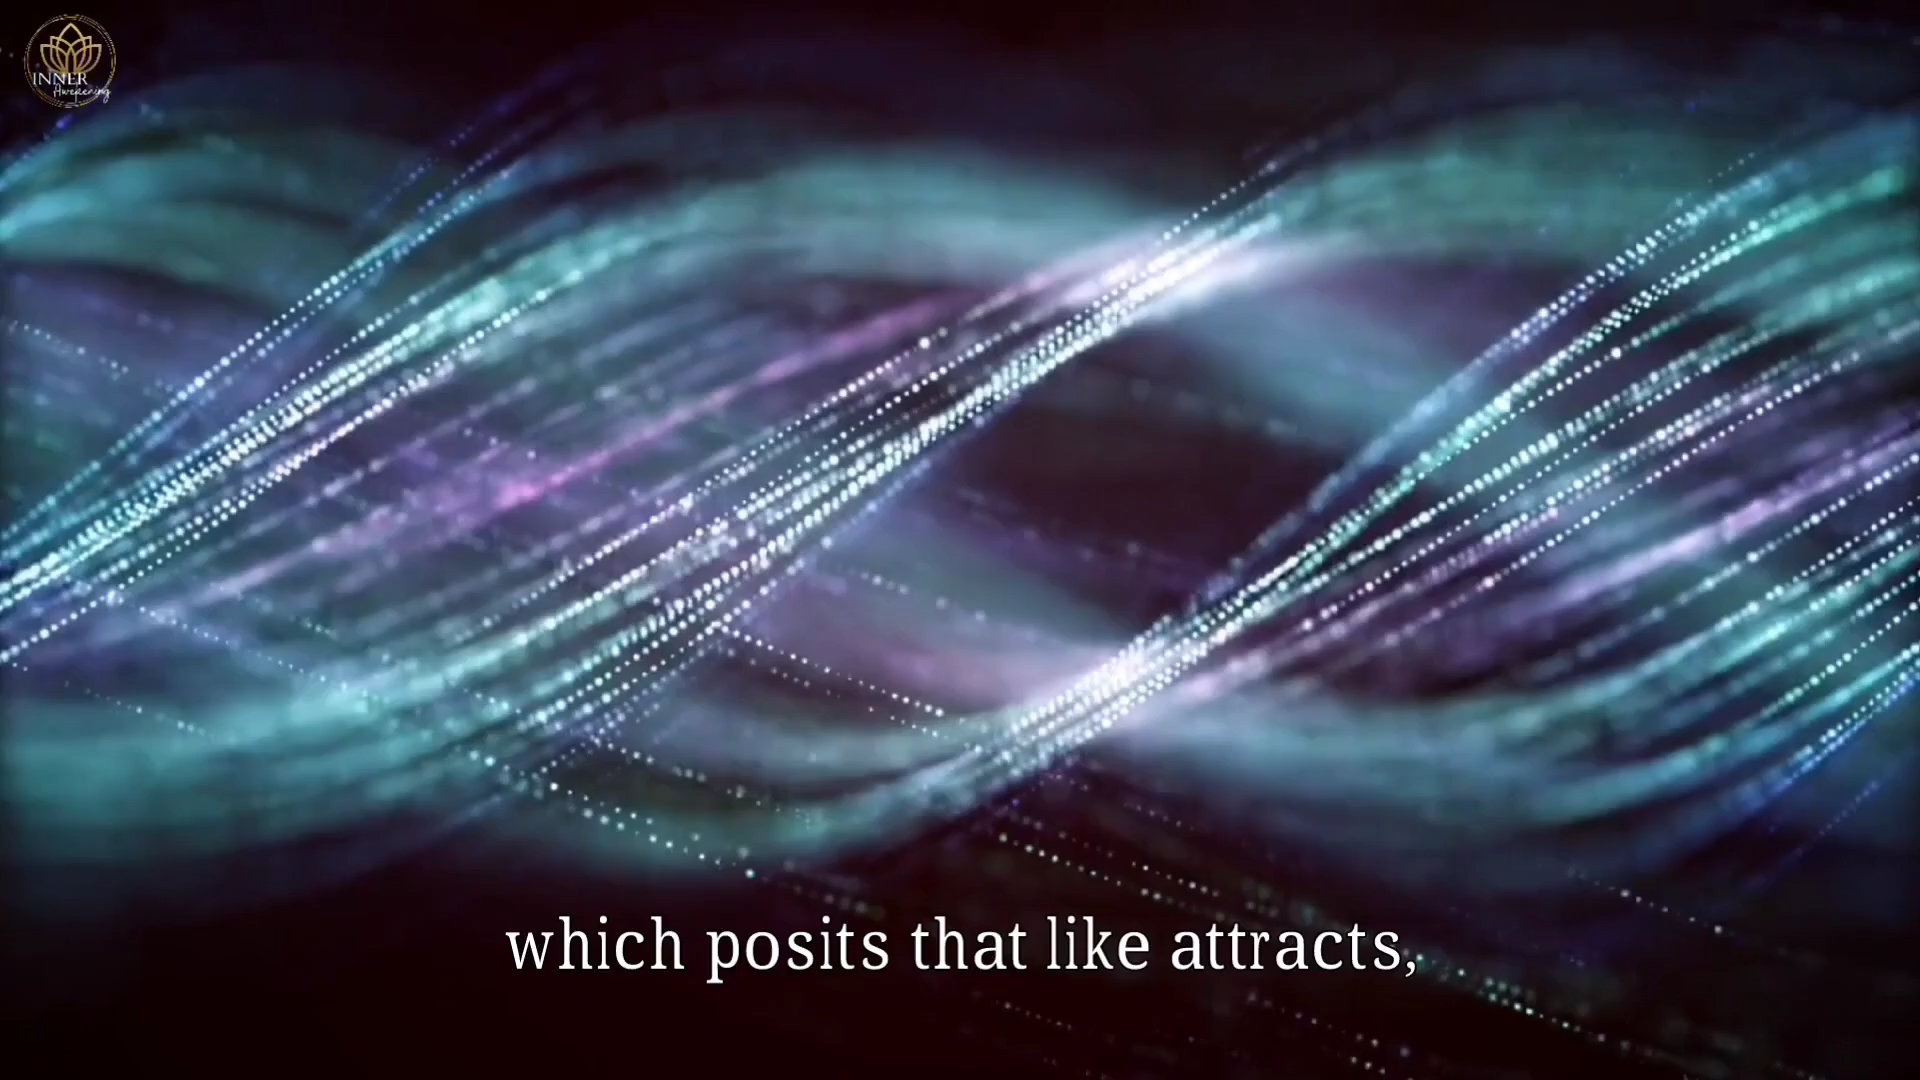 INNER
Awakening
which posits that like attracts,